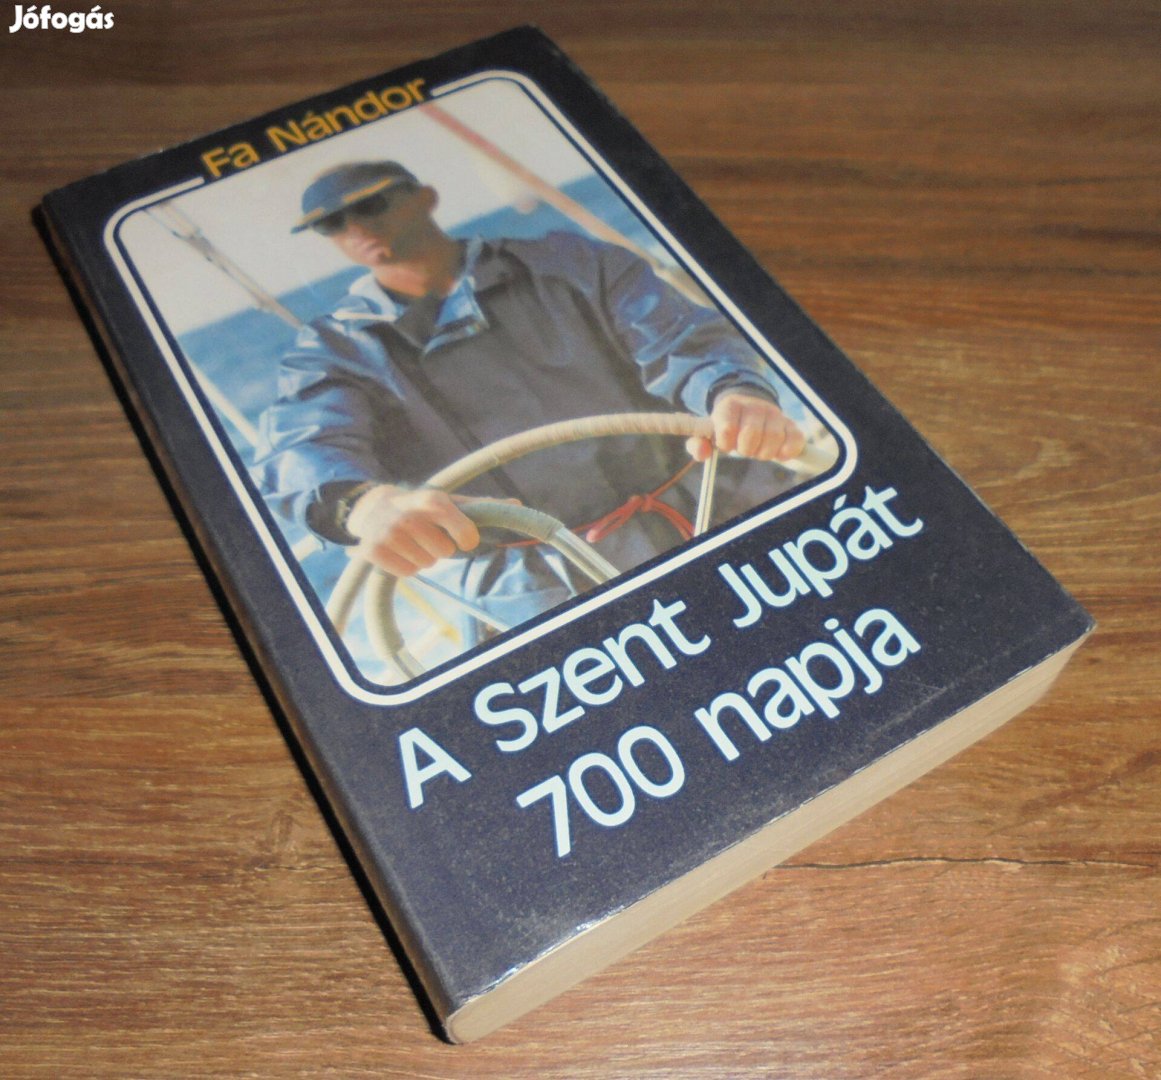 Jófogás
Fa Nándor
A Szent Jupát
700 napja